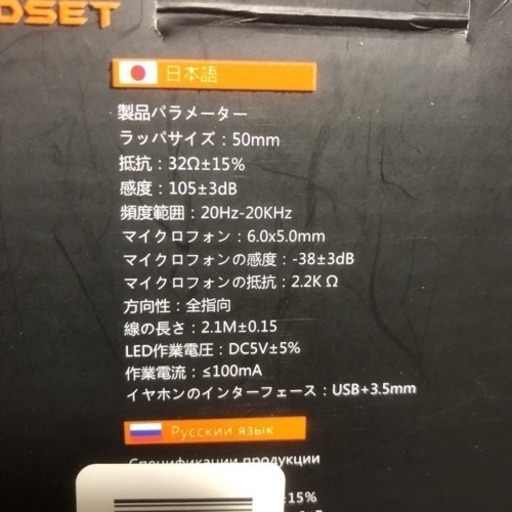 DSET
日本語
製品パラメーター
ラッパサイズ：50mm
抵抗：32Ω±15%
感度：105±3dB
頻度範囲：20Hz-20KHz
マイクロフォン：6.0x5.0mm
マイクロフォンの感度：-38±3dB
マイクロフォンの抵抗：2.2K Ω
方向性：全指向
線の長さ：2.1M±0.15
LED作業電圧：DC5V±5%
作業電流：≤100mA
イヤホンのインターフェース：USB+3.5mm
Русский язык
Спецификации продукции
±15%